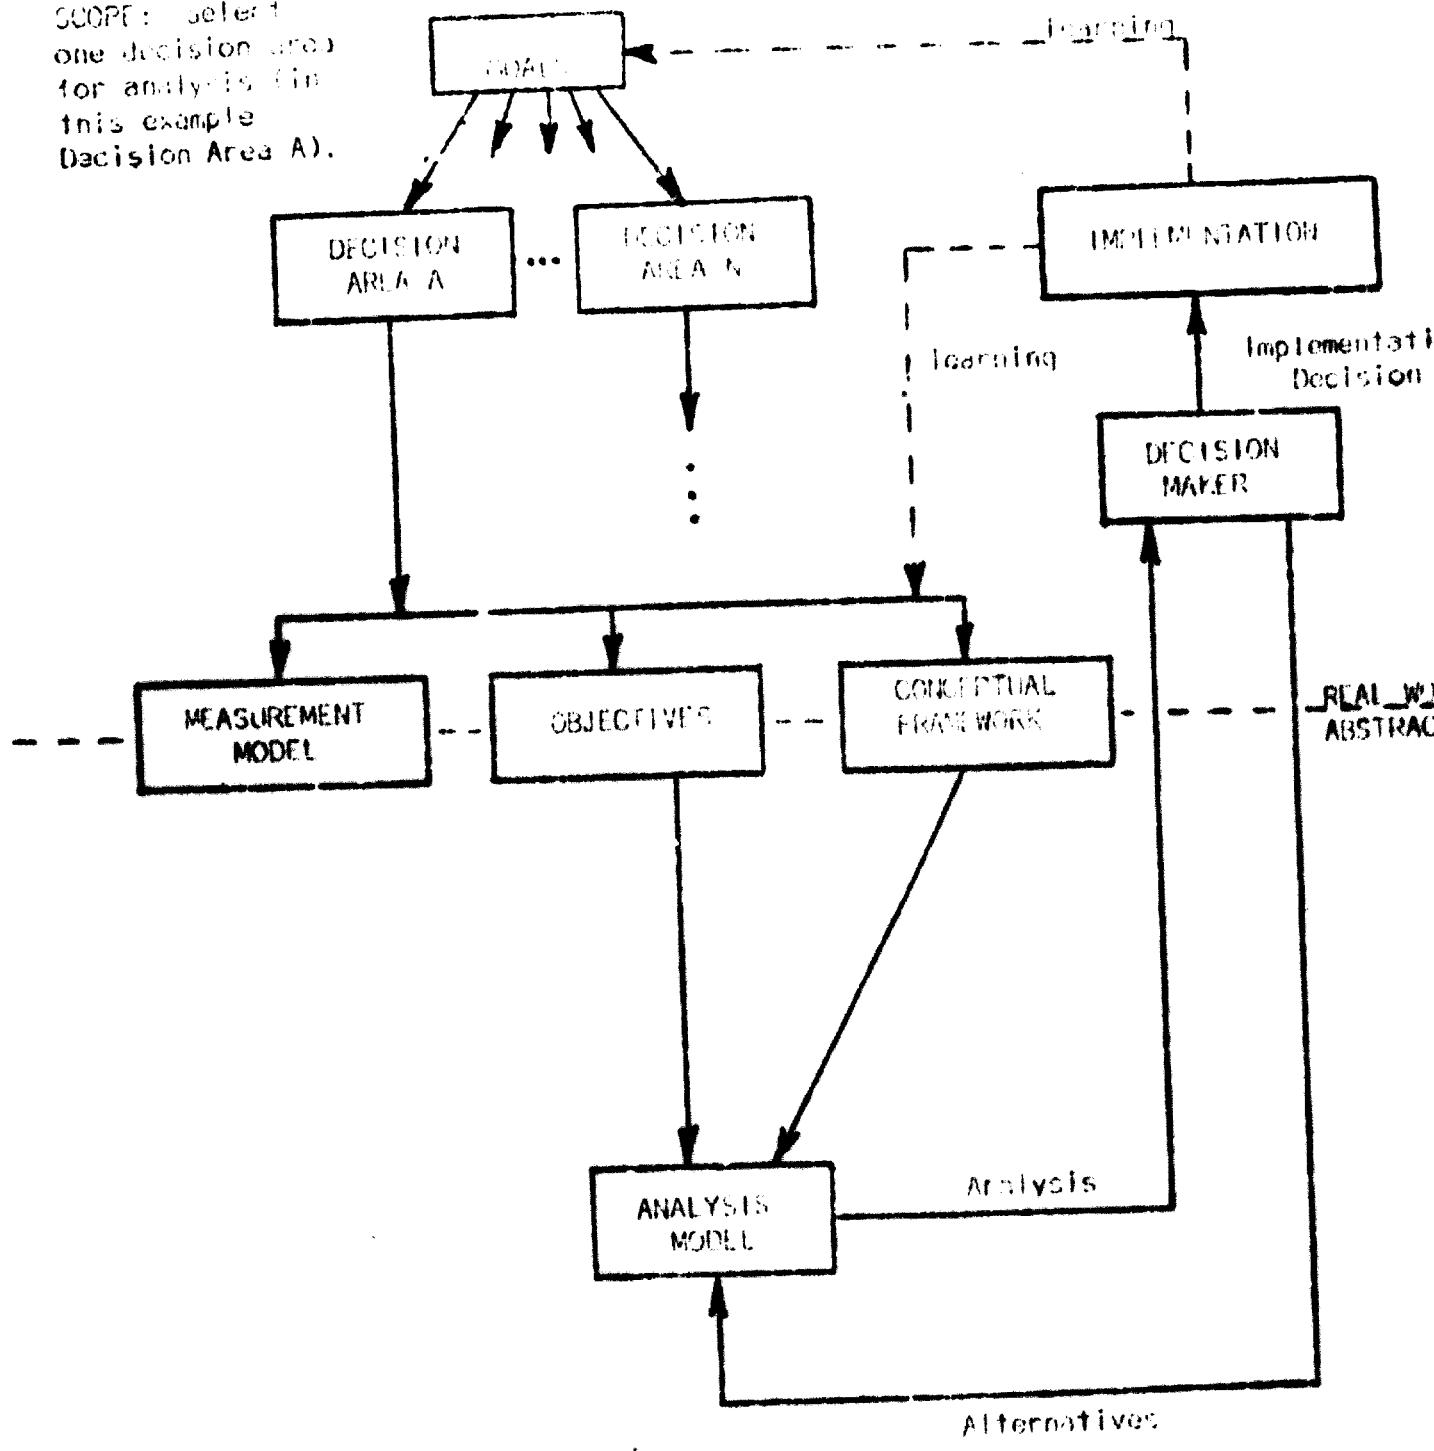 SCOPE: Select
one decision area
for analysis (in
this example
Decision Area A).
GOALS
learning
DECISION
AREA A
...
DECISION
AREA N
IMPLEMENTATION
learning
Implementati
Decision
DECISION
MAKER
MEASUREMENT
MODEL
OBJECTIVES
CONCEPTUAL
FRAMEWORK
REAL WO
ABSTRAC
ANALYSIS
MODEL
Analysis
Alternatives